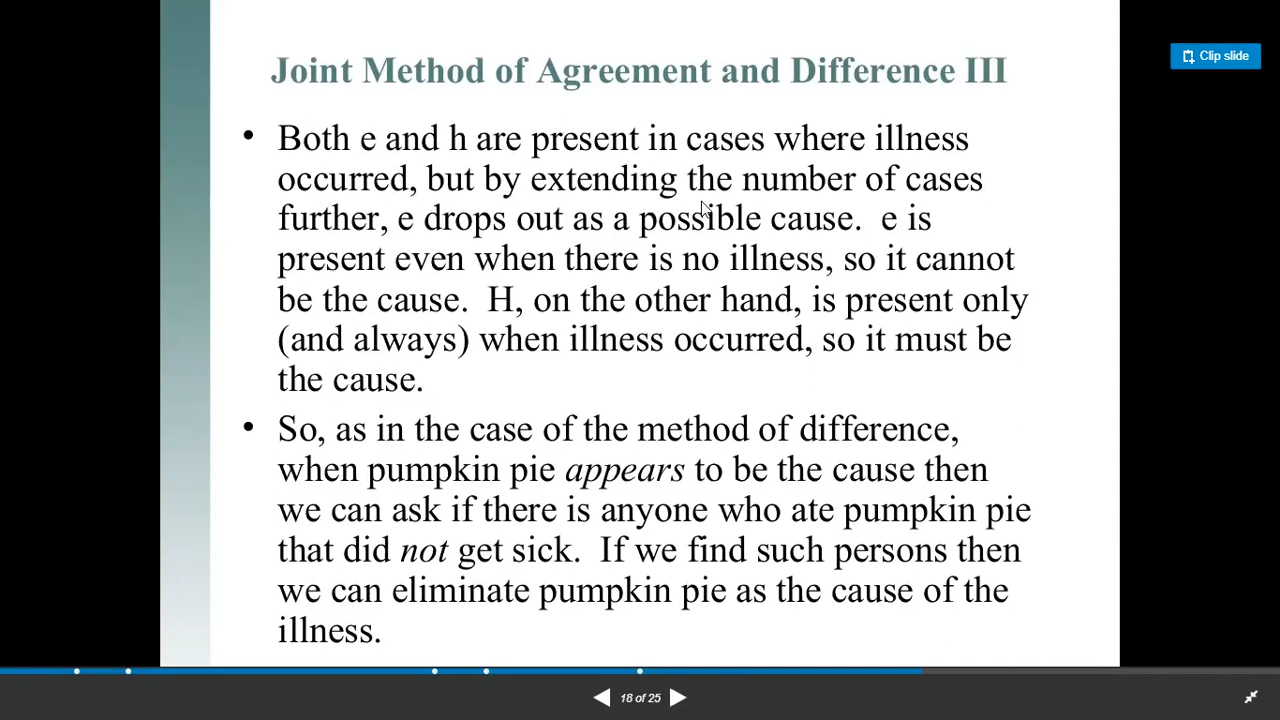 Clip slide
Joint Method of Agreement and Difference III
• Both e and h are present in cases where illness
occurred, but by extending the number of cases
further, e drops out as a possible cause. e is
present even when there is no illness, so it cannot
be the cause. H, on the other hand, is present only
(and always) when illness occurred, so it must be
the cause.
• So, as in the case of the method of difference,
when pumpkin pie appears to be the cause then
we can ask if there is anyone who ate pumpkin pie
that did not get sick. If we find such persons then
we can eliminate pumpkin pie as the cause of the
illness.
18 of 25